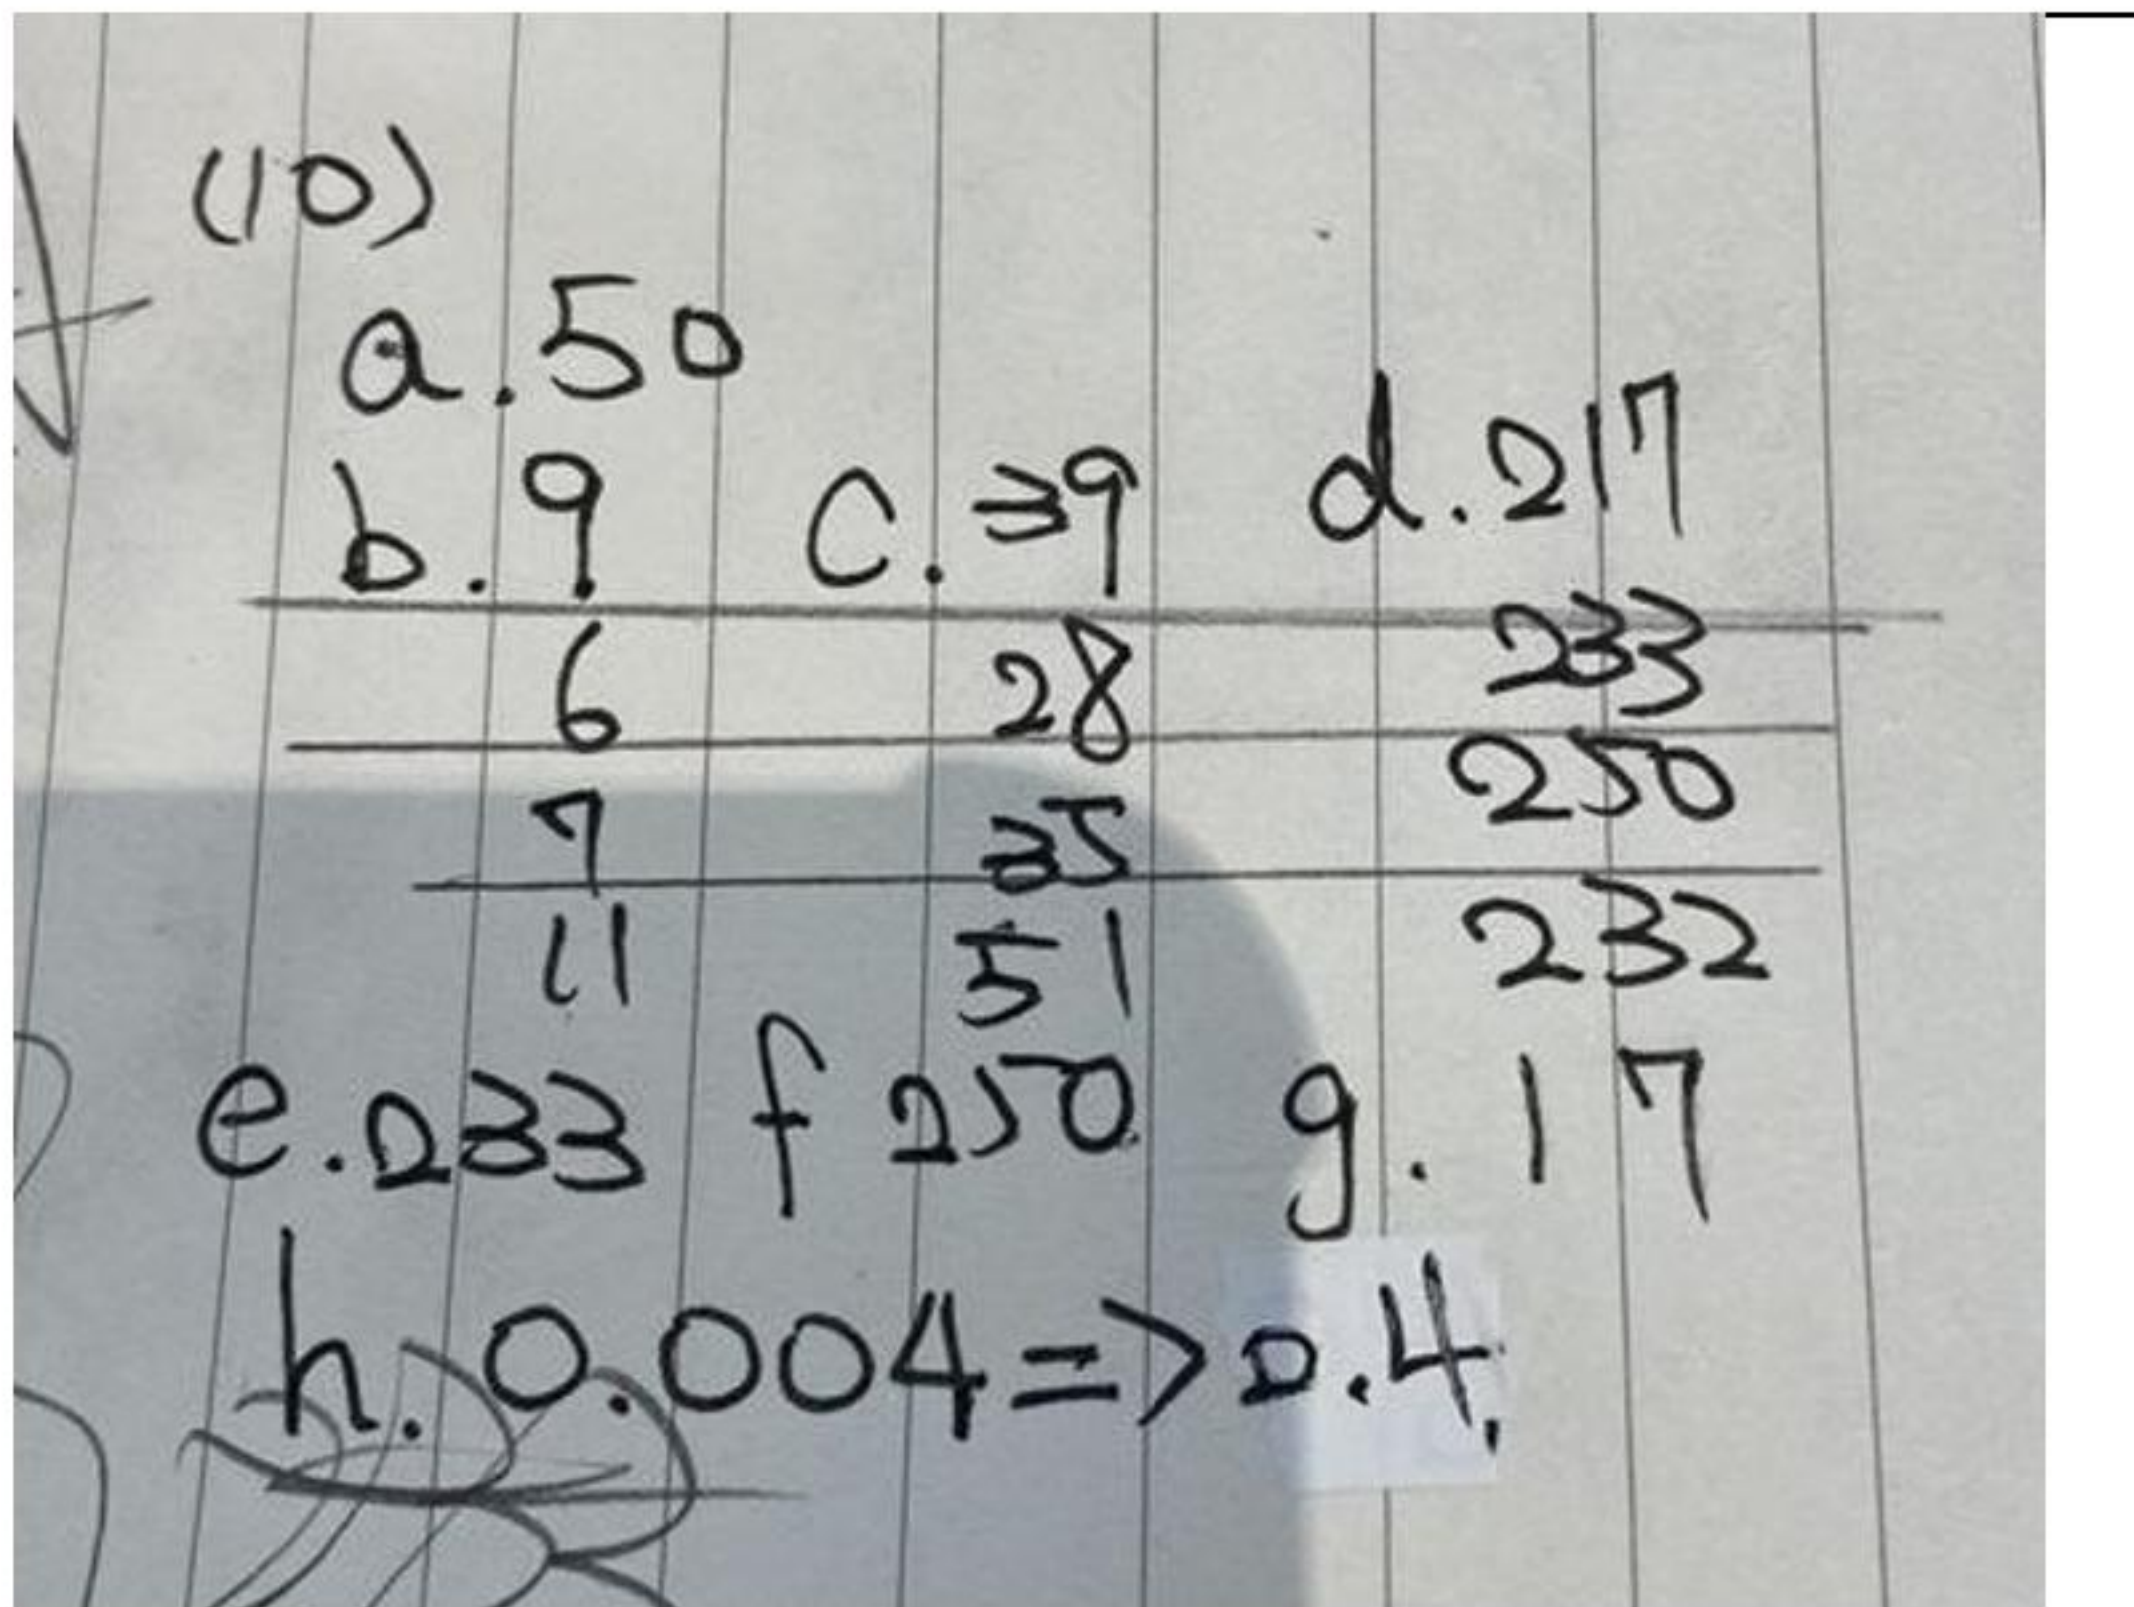 (10)
a.50
b. 9 c. 39 d.217
6 28 233
7 35 250
11 51 232
e.233 f 250 g. 17
h. 0.004=>0.4.